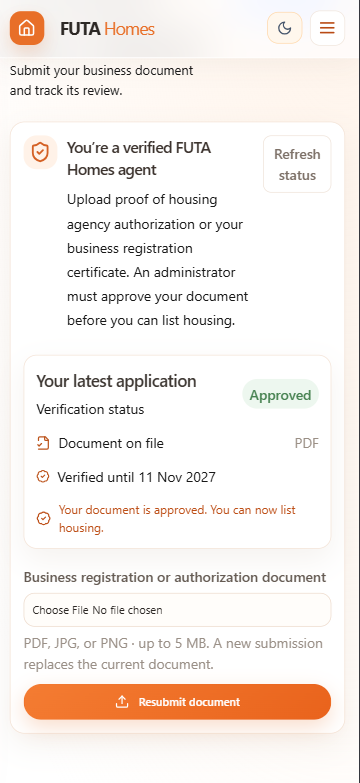 FUTA Homes
Submit your business document
and track its review.
You're a verified FUTA
Homes agent
Refresh
status
Upload proof of housing
agency authorization or your
business registration
certificate. An administrator
must approve your document
before you can list housing.
Your latest application
Approved
Verification status
Document on file PDF
Verified until 11 Nov 2027
Your document is approved. You can now list
housing.
Business registration or authorization document
Choose File No file chosen
PDF, JPG, or PNG · up to 5 MB. A new submission
replaces the current document.
Resubmit document